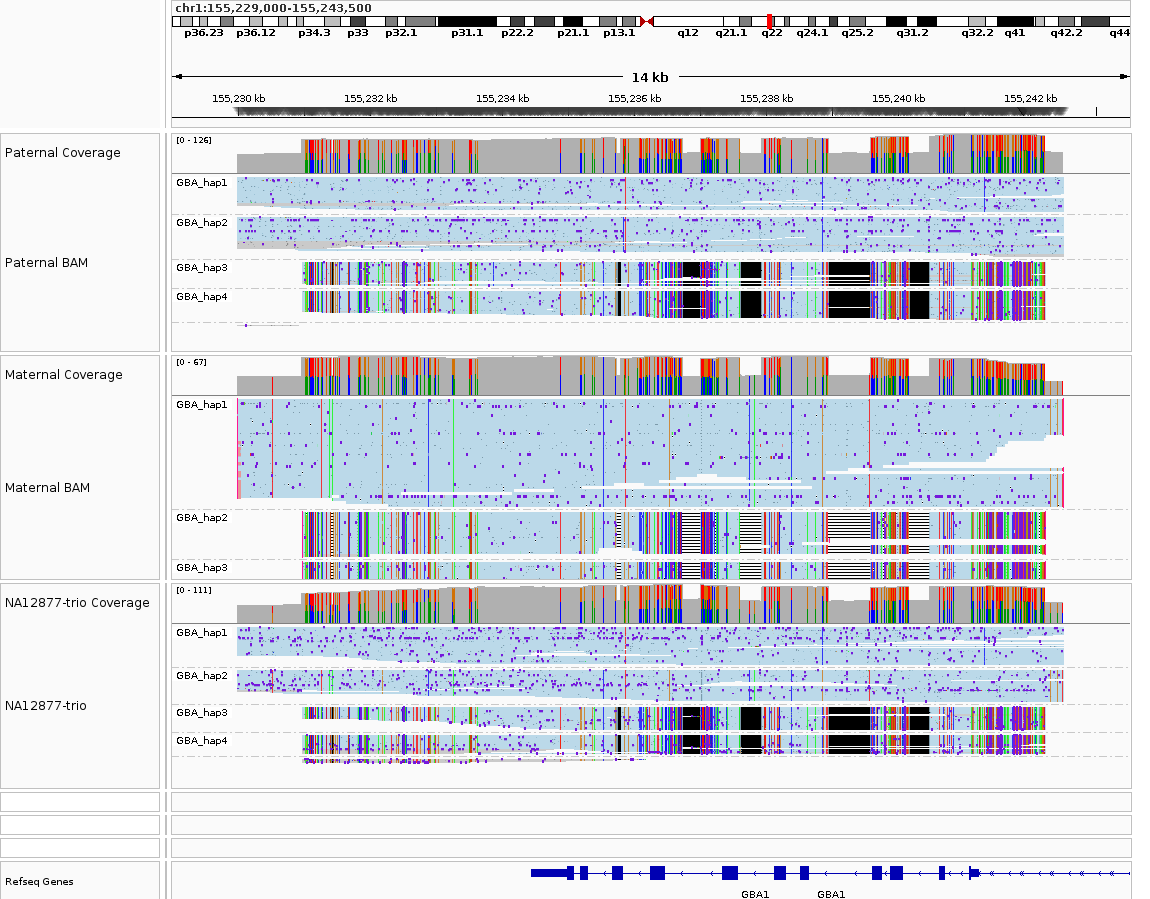 chr1:155,229,000-155,243,500
p36.23 p36.12 p34.3 p33 p32.1 p31.1 p22.2 p21.1 p13.1 q12 q21.1 q22 q24.1 q25.2 q31.2 q32.2 q41 q42.2 q44
14 kb
155,230 kb 155,232 kb 155,234 kb 155,236 kb 155,238 kb 155,240 kb 155,242 kb
Paternal Coverage
[0 - 126]
GBA_hap1
GBA_hap2
Paternal BAM
GBA_hap3
GBA_hap4
Maternal Coverage
[0 - 67]
GBA_hap1
Maternal BAM
GBA_hap2
GBA_hap3
NA12877-trio Coverage
[0 - 111]
GBA_hap1
GBA_hap2
NA12877-trio
GBA_hap3
GBA_hap4
Refseq Genes
GBA1 GBA1